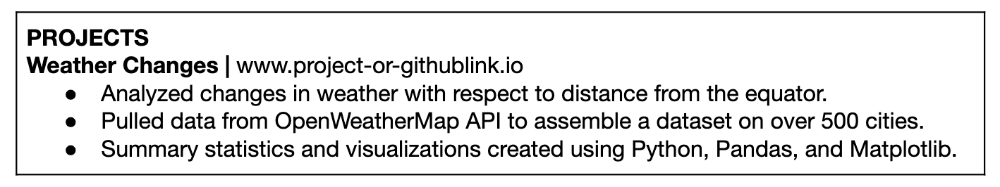 PROJECTS
Weather Changes | www.project-or-githublink.io
● Analyzed changes in weather with respect to distance from the equator.
● Pulled data from OpenWeatherMap API to assemble a dataset on over 500 cities.
● Summary statistics and visualizations created using Python, Pandas, and Matplotlib.